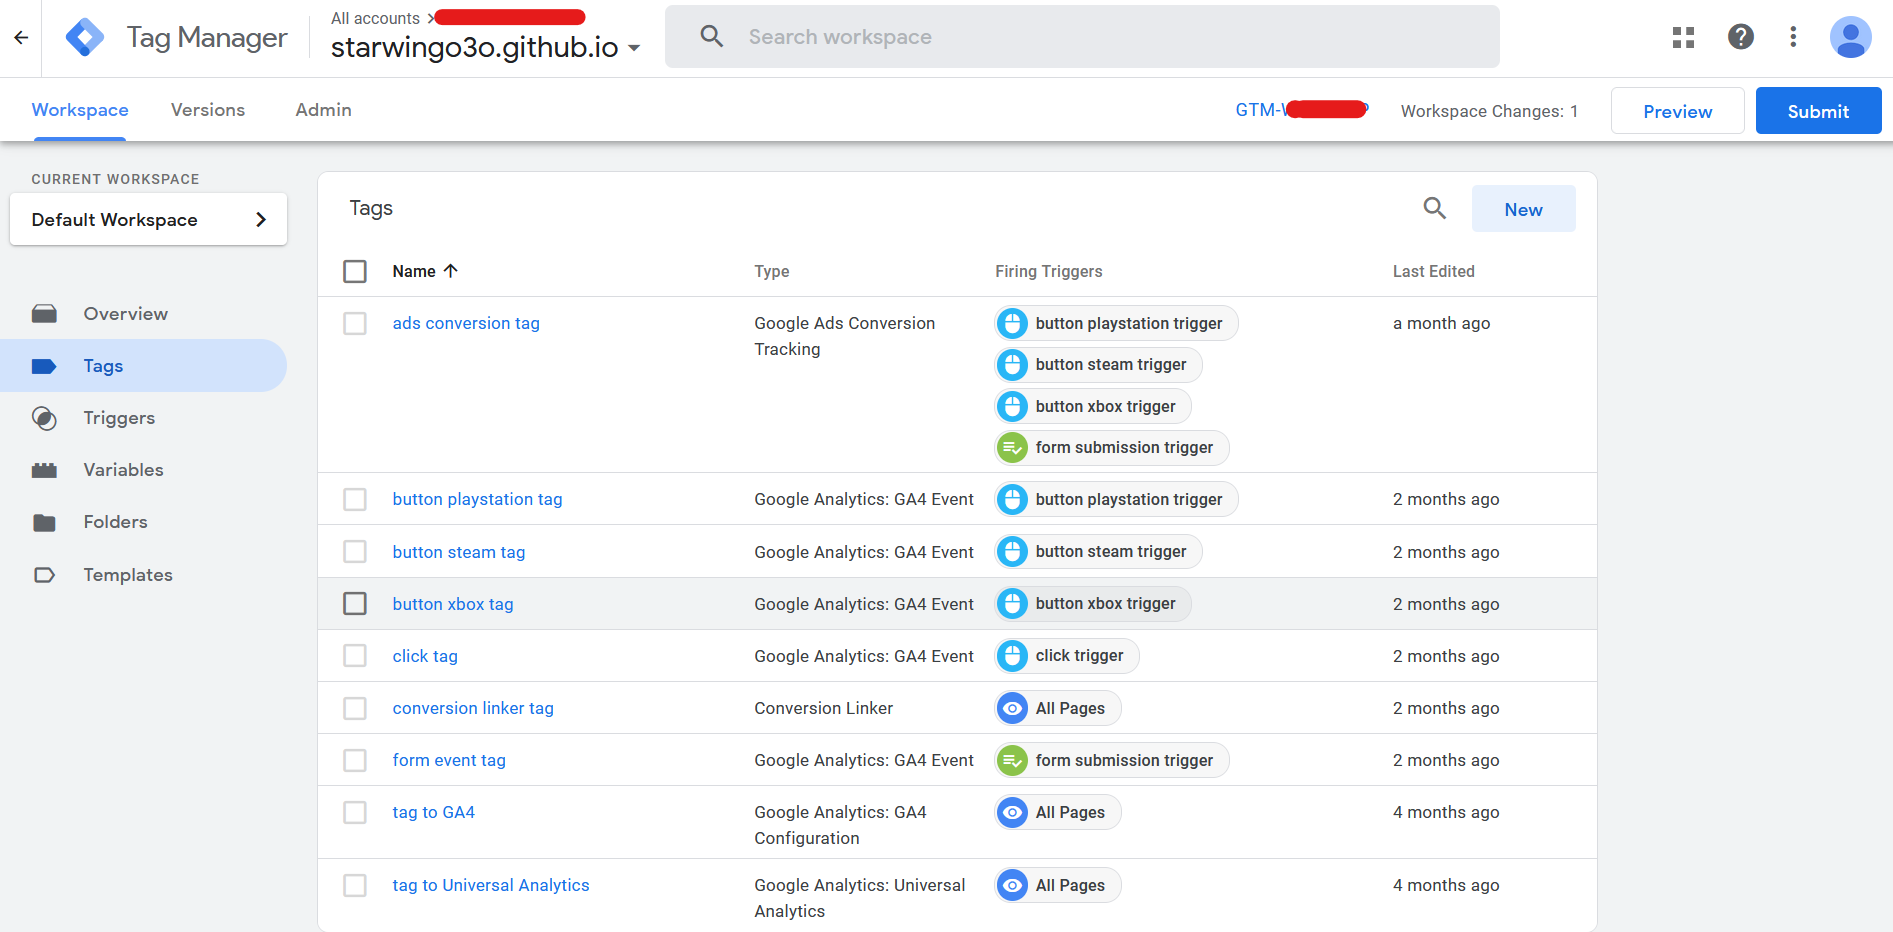 All accounts >
Tag Manager
starwingo3o.github.io
Search workspace
Workspace
Versions
Admin
GTM-
Workspace Changes: 1
Preview
Submit
CURRENT WORKSPACE
Default Workspace
Overview
Tags
Triggers
Variables
Folders
Templates
Tags
New
Name Type Firing Triggers Last Edited
ads conversion tag Google Ads Conversion button playstation trigger a month ago
Tracking
button steam trigger
button xbox trigger
form submission trigger
button playstation tag Google Analytics: GA4 Event button playstation trigger 2 months ago
button steam tag Google Analytics: GA4 Event button steam trigger 2 months ago
button xbox tag Google Analytics: GA4 Event button xbox trigger 2 months ago
click tag Google Analytics: GA4 Event click trigger 2 months ago
conversion linker tag Conversion Linker All Pages 2 months ago
form event tag Google Analytics: GA4 Event form submission trigger 2 months ago
tag to GA4 Google Analytics: GA4 All Pages 4 months ago
Configuration
tag to Universal Analytics Google Analytics: Universal All Pages 4 months ago
Analytics